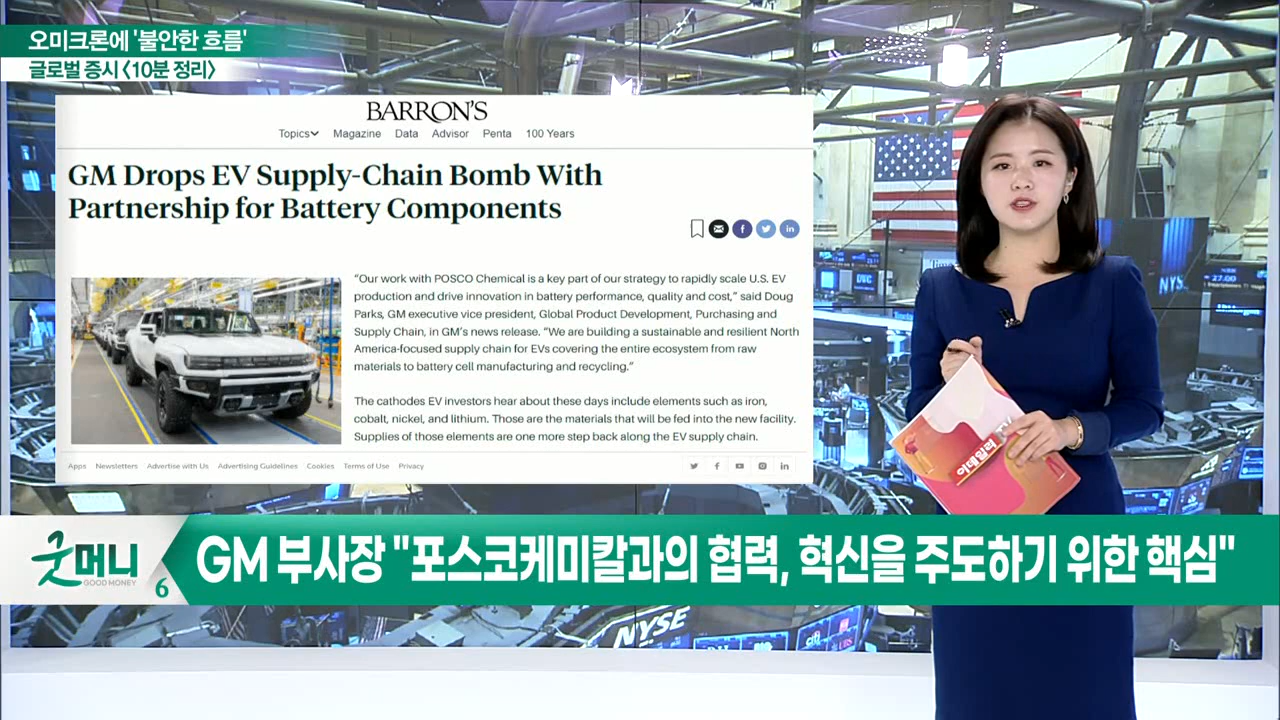 오미크론에 '불안한 흐름'
글로벌 증시 <10분 정리>
BARRON'S
Topics Magazine Data Advisor Penta 100 Years
GM Drops EV Supply-Chain Bomb With
Partnership for Battery Components
"Our work with POSCO Chemical is a key part of our strategy to rapidly scale U.S. EV
production and drive innovation in battery performance, quality and cost," said Doug
Parks, GM executive vice president, Global Product Development, Purchasing and
Supply Chain, in GM's news release. "We are building a sustainable and resilient North
America-focused supply chain for EVs covering the entire ecosystem from raw
materials to battery cell manufacturing and recycling."
The cathodes EV investors hear about these days include elements such as iron,
cobalt, nickel, and lithium. Those are the materials that will be fed into the new facility.
Supplies of those elements are one more step back along the EV supply chain.
Apps Newsletters Advertise with Us Advertising Guidelines Cookies Terms of Use Privacy
이데일리
NYS
27.00
굿머니
GOOD MONEY
6
GM 부사장 "포스코케미칼과의 협력, 혁신을 주도하기 위한 핵심"
NYSE
citi